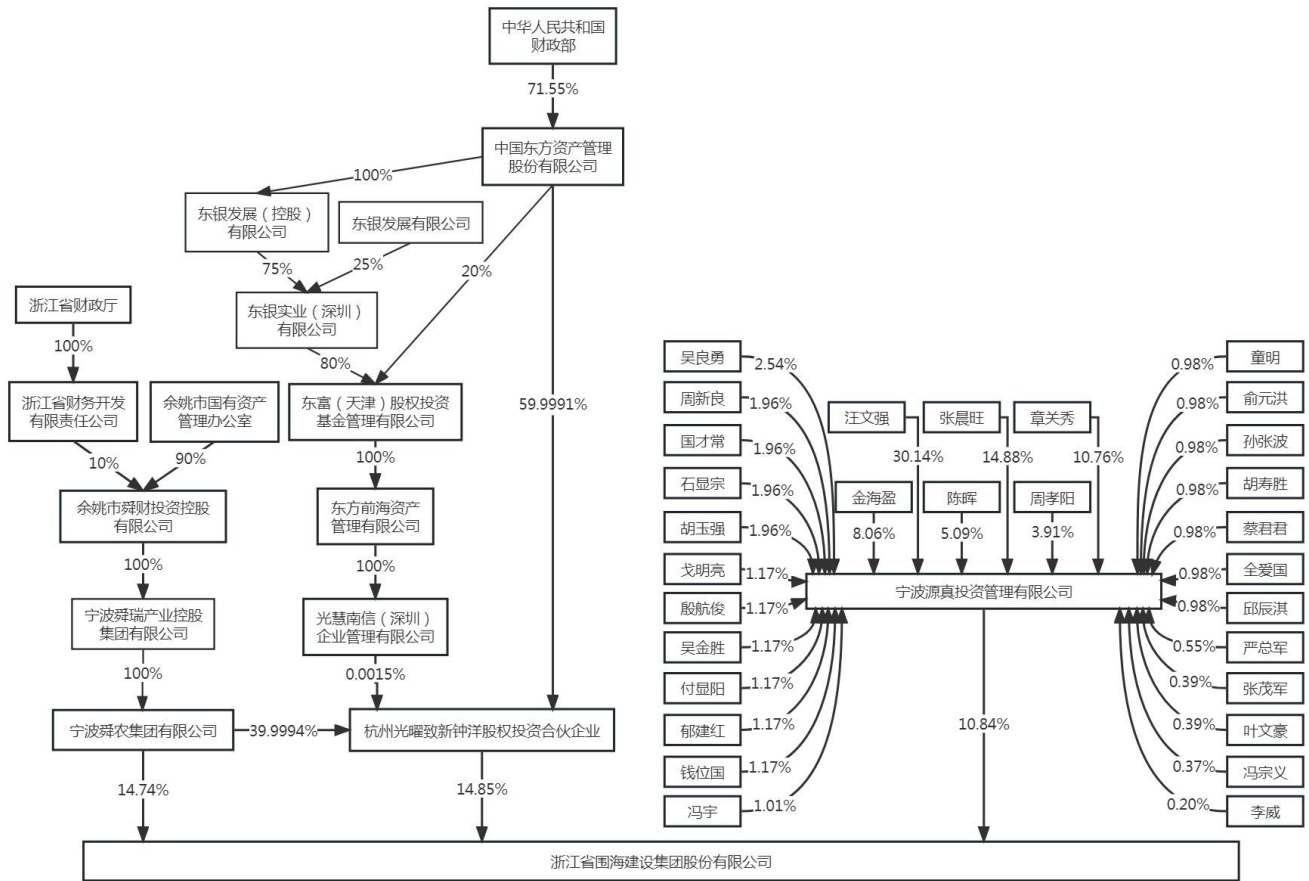 中华人民共和国
财政部
71.55%
中国东方资产管理
股份有限公司
100%
东银发展（控股）
有限公司
东银发展有限公司
75%
25%
20%
东银实业（深圳）
有限公司
浙江省财政厅
100%
80%
59.9991%
浙江省财务开发
有限责任公司
余姚市国有资产
管理办公室
东富（天津）股权投资
基金管理有限公司
10%
90%
100%
余姚市舜财投资控股
有限公司
东方前海资产
管理有限公司
100%
100%
宁波舜瑞产业控股
集团有限公司
光慧南信（深圳）
企业管理有限公司
100%
0.0015%
宁波舜农集团有限公司
39.9994%
杭州光曜致新钟洋股权投资合伙企业
14.74%
14.85%
吴良勇
2.54%
周新良
1.96%
国才常
1.96%
石显宗
1.96%
胡玉强
1.96%
戈明亮
1.17%
殷航俊
1.17%
吴金胜
1.17%
付显阳
1.17%
郁建红
1.17%
钱位国
1.17%
冯宇
1.01%
汪文强
张晨旺
章关秀
30.14%
14.88%
10.76%
金海盈
陈晖
周孝阳
8.06%
5.09%
3.91%
宁波源真投资管理有限公司
10.84%
童明
0.98%
俞元洪
0.98%
孙张波
0.98%
胡寿胜
0.98%
蔡君君
0.98%
全爱国
0.98%
邱辰淇
0.98%
严总军
0.55%
张茂军
0.39%
叶文豪
0.39%
冯宗义
0.37%
李威
0.20%
浙江省围海建设集团股份有限公司